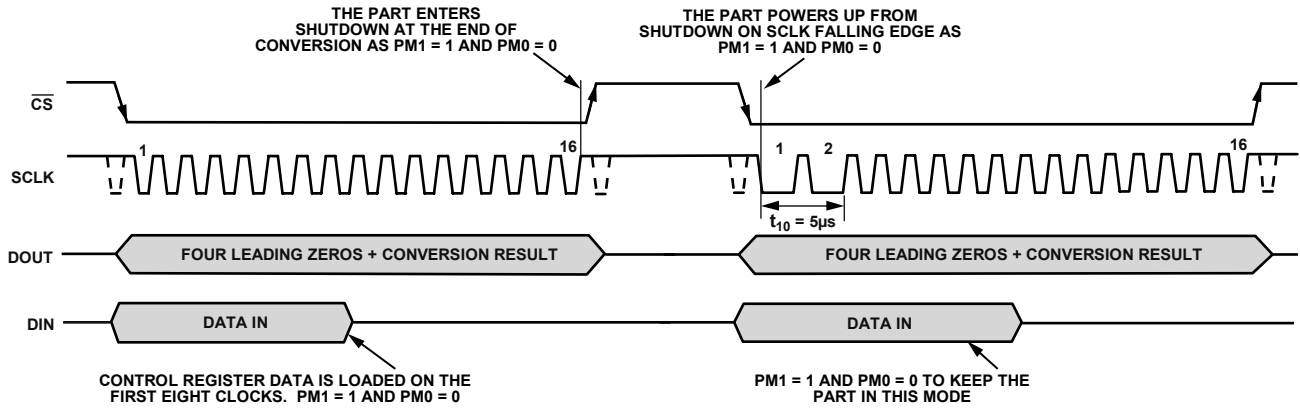 THE PART ENTERS
SHUTDOWN AT THE END OF
CONVERSION AS PM1 = 1 AND PM0 = 0
THE PART POWERS UP FROM
SHUTDOWN ON SCLK FALLING EDGE AS
PM1 = 1 AND PM0 = 0
CS
1
16
1
2
16
SCLK
t10 = 5µs
DOUT
FOUR LEADING ZEROS + CONVERSION RESULT
FOUR LEADING ZEROS + CONVERSION RESULT
DIN
DATA IN
DATA IN
CONTROL REGISTER DATA IS LOADED ON THE
FIRST EIGHT CLOCKS. PM1 = 1 AND PM0 = 0
PM1 = 1 AND PM0 = 0 TO KEEP THE
PART IN THIS MODE